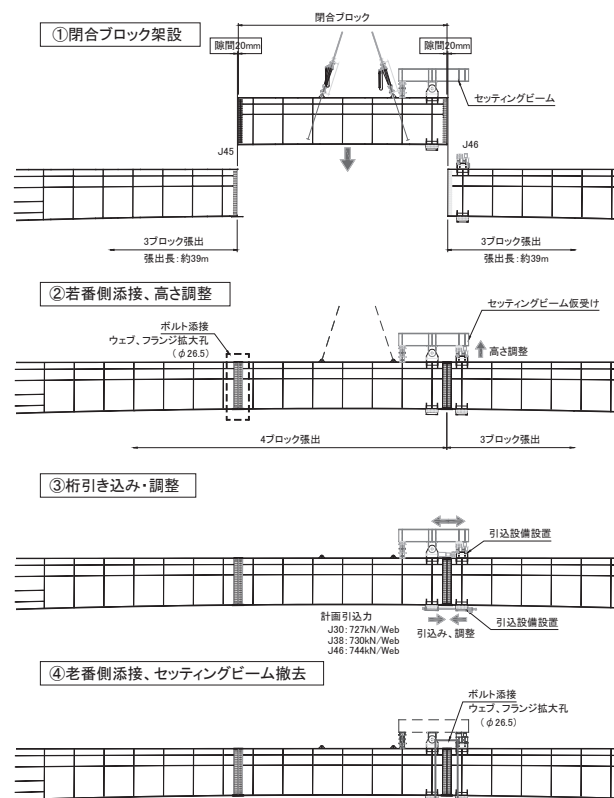 ①閉合ブロック架設
閉合ブロック
隙間20mm
隙間20mm
セッティングビーム
J45
J46
3ブロック張出
張出長：約39m
3ブロック張出
張出長：約39m
②若番側添接、高さ調整
セッティングビーム仮受け
ボルト添接
ウェブ、フランジ拡大孔
（φ26.5）
高さ調整
4ブロック張出
3ブロック張出
③桁引き込み・調整
引込設備設置
計画引込力
J30：727kN/Web
J38：730kN/Web
J46：744kN/Web
引込み、調整
引込設備設置
④老番側添接、セッティングビーム撤去
ボルト添接
ウェブ、フランジ拡大孔
（φ26.5）